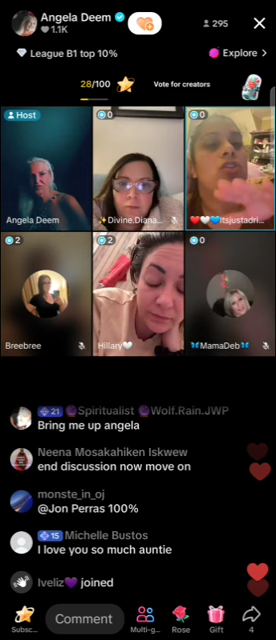 Angela Deem
1.1K
295
League B1 top 10%
Explore >
28/100
Vote for creators
Host
0
0
Angela Deem
✨Divine.Diana...
❤️🤍💙Itsjustadri...
2
2
0
Breebree
Hillary🤍
🦋MamaDeb🦋
21 🔮Spiritualist 🔮Wolf.Rain.JWP
Bring me up angela
Neena Mosakahiken Iskwew
end discussion now move on
monste_in_oj
@Jon Perras 100%
15 Michelle Bustos
I love you so much auntie
Iveliz💜 joined
Comment
Subsc...
Multi-g...
Rose
Gift
4